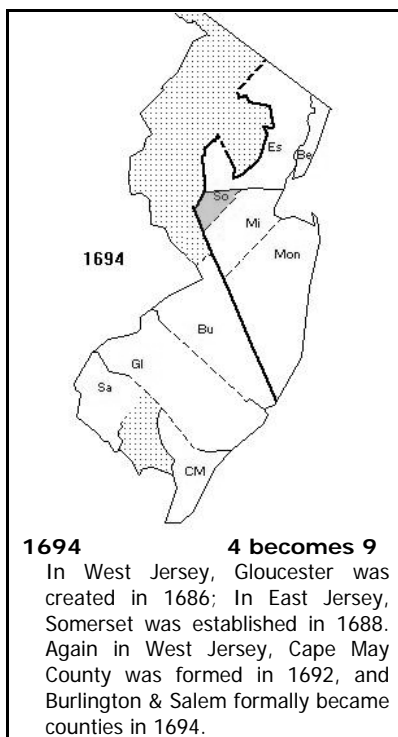 Es
(Be
So
Mi
1694
Mon
Bu
Gl
Sa
CM
1694 4 becomes 9
In West Jersey, Gloucester was
created in 1686; In East Jersey,
Somerset was established in 1688.
Again in West Jersey, Cape May
County was formed in 1692, and
Burlington & Salem formally became
counties in 1694.